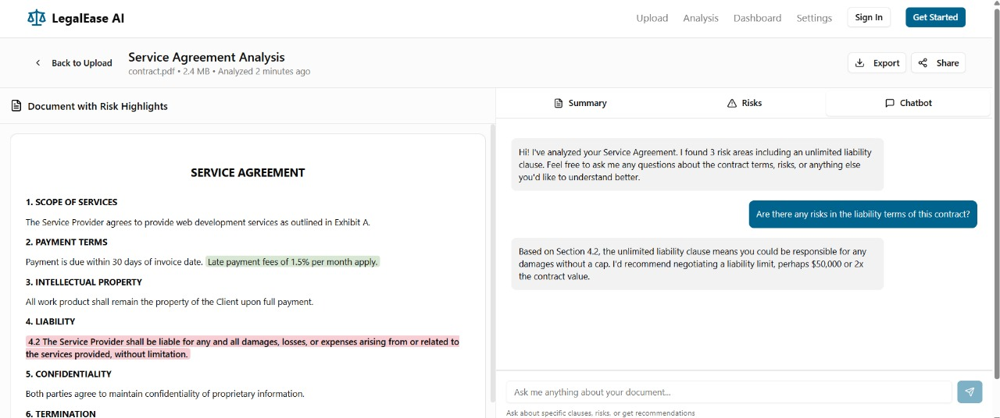 LegalEase AI
Upload Analysis Dashboard Settings Sign In Get Started
Back to Upload
Service Agreement Analysis
contract.pdf • 2.4 MB • Analyzed 2 minutes ago
Export Share
Document with Risk Highlights
SERVICE AGREEMENT
1. SCOPE OF SERVICES
The Service Provider agrees to provide web development services as outlined in Exhibit A.
2. PAYMENT TERMS
Payment is due within 30 days of invoice date. Late payment fees of 1.5% per month apply.
3. INTELLECTUAL PROPERTY
All work product shall remain the property of the Client upon full payment.
4. LIABILITY
4.2 The Service Provider shall be liable for any and all damages, losses, or expenses arising from or related to
the services provided, without limitation.
5. CONFIDENTIALITY
Both parties agree to maintain confidentiality of proprietary information.
6. TERMINATION
Summary Risks Chatbot
Hi! I've analyzed your Service Agreement. I found 3 risk areas including an unlimited liability
clause. Feel free to ask me any questions about the contract terms, risks, or anything else
you'd like to understand better.
Are there any risks in the liability terms of this contract?
Based on Section 4.2, the unlimited liability clause means you could be responsible for any
damages without a cap. I'd recommend negotiating a liability limit, perhaps $50,000 or 2x
the contract value.
Ask me anything about your document...
Ask about specific clauses, risks, or get recommendations